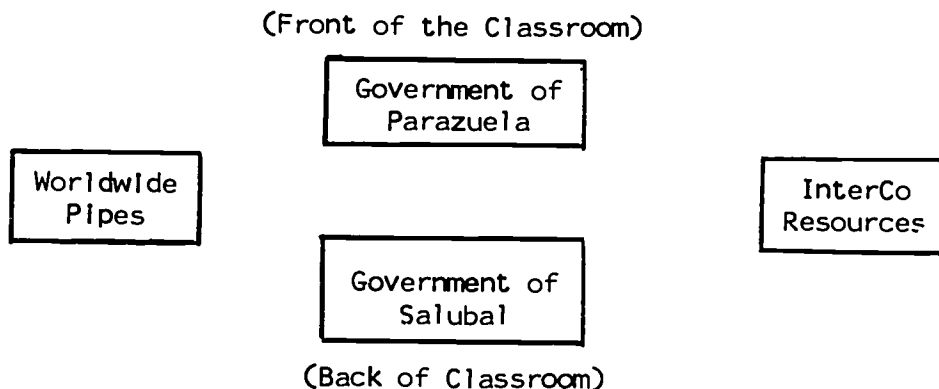 (Front of the Classroom)
Government of
Parazuela
Worldwide
Pipes
InterCo
Resources
Government of
Salubal
(Back of Classroom)